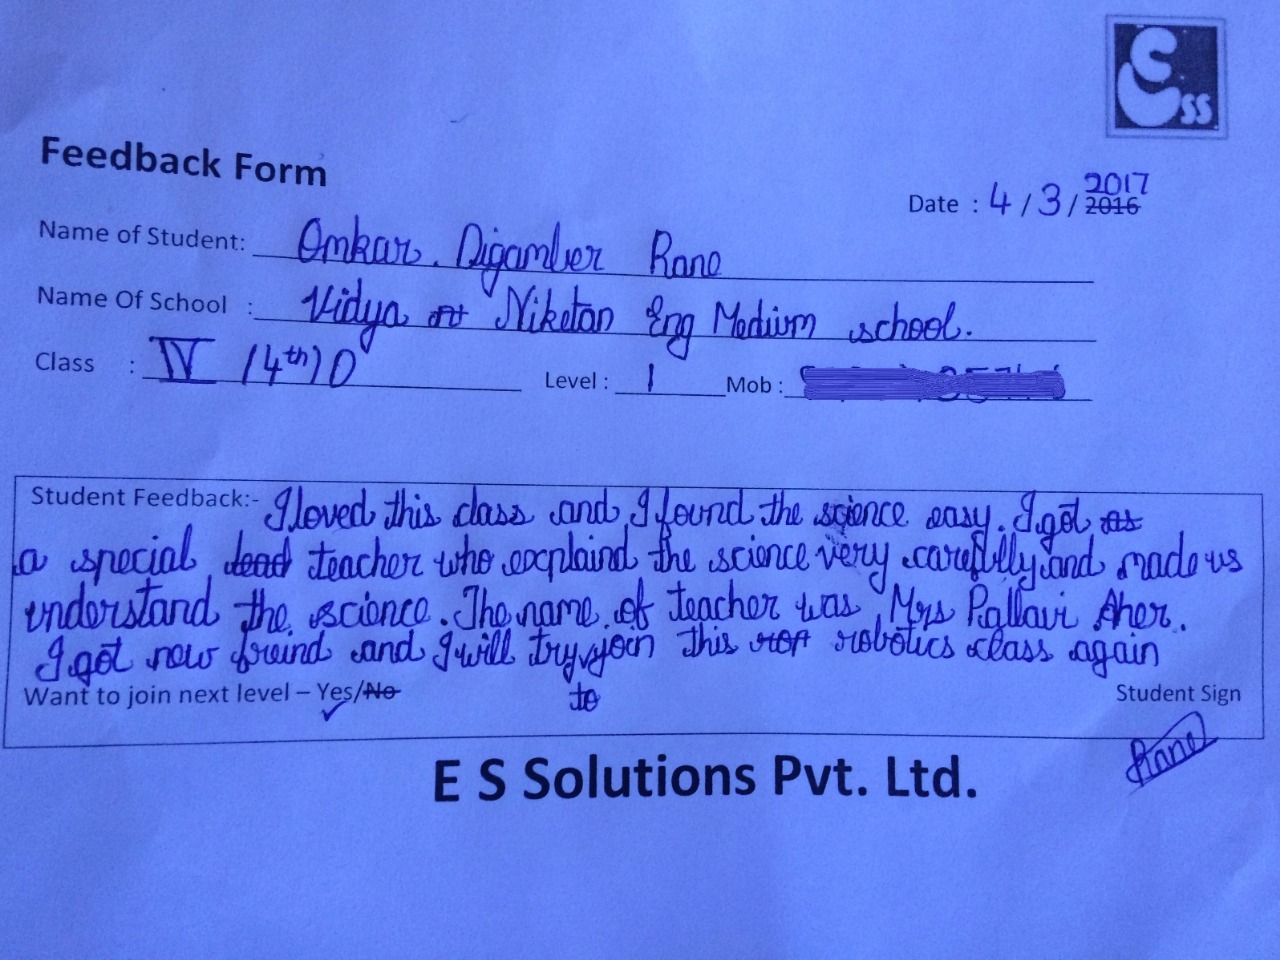 ESS
Feedback Form
Date : 4/3/2017 2016
Name of Student: Omkar. Digamber Rane
Name Of School : Vidya Niketan Eng Medium school.
Class : IV (4th) D Level : 1 Mob :
Student Feedback:- I loved this class and I found the science easy. I got as
a special dead teacher who explaind the science very carefully and made us
understand the science. The name of teacher was Mrs Pallavi Aher.
I got new freind and I will try join this robotics class again
to
Want to join next level – Yes/No Student Sign
Rane
E S Solutions Pvt. Ltd.